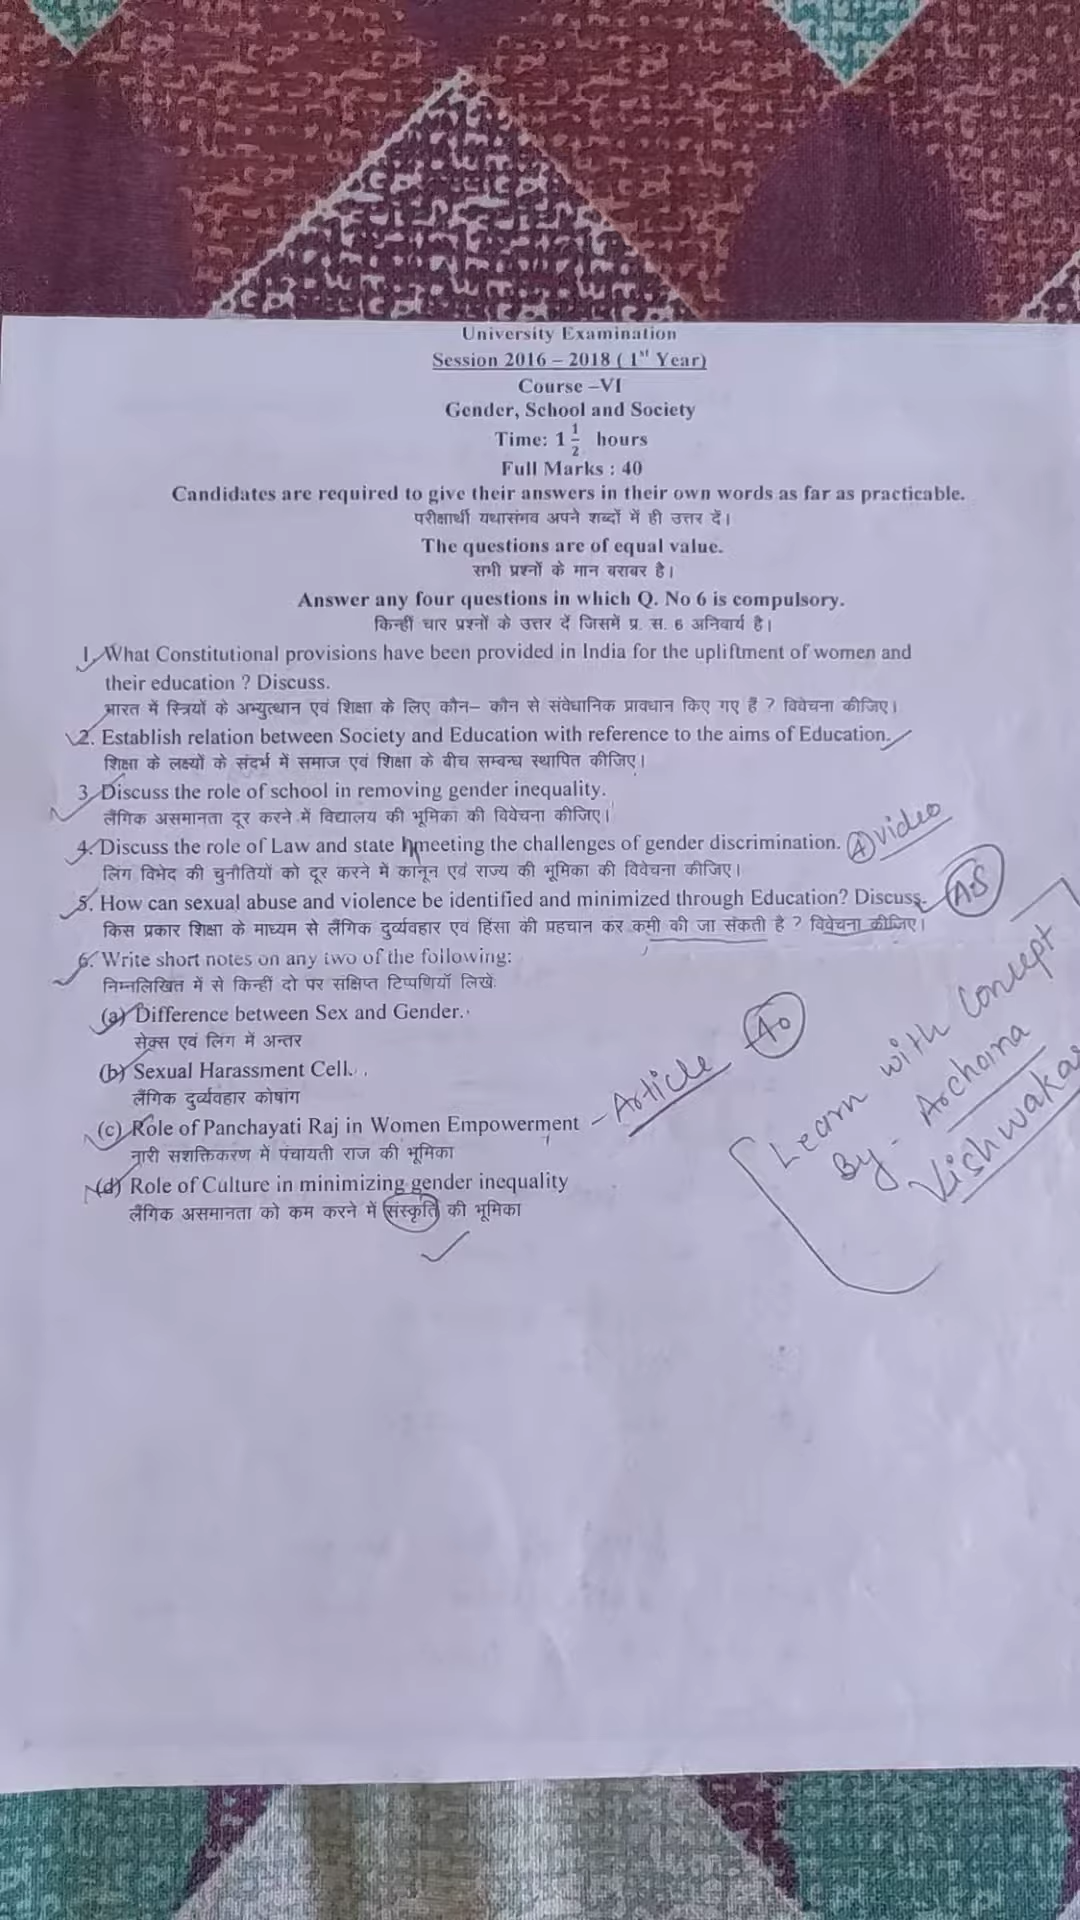 University Examination
Session 2016 – 2018 ( 1st Year)
Course –VI
Gender, School and Society
Time: 1 1/2 hours
Full Marks : 40
Candidates are required to give their answers in their own words as far as practicable.
परीक्षार्थी यथासंभव अपने शब्दों में ही उत्तर दें।
The questions are of equal value.
सभी प्रश्नों के मान बराबर है।
Answer any four questions in which Q. No 6 is compulsory.
किन्हीं चार प्रश्नों के उत्तर दें जिसमें प्र. स. 6 अनिवार्य है।
1. What Constitutional provisions have been provided in India for the upliftment of women and
their education ? Discuss.
भारत में स्त्रियों के अभ्युत्थान एवं शिक्षा के लिए कौन– कौन से संवेधानिक प्रावधान किए गए हैं ? विवेचना कीजिए।
2. Establish relation between Society and Education with reference to the aims of Education.
शिक्षा के लक्ष्यों के संदर्भ में समाज एवं शिक्षा के बीच सम्बन्ध स्थापित कीजिए।
3. Discuss the role of school in removing gender inequality.
लैंगिक असमानता दूर करने में विद्यालय की भूमिका की विवेचना कीजिए।
4. Discuss the role of Law and state in meeting the challenges of gender discrimination. (A) video
लिंग विभेद की चुनौतियों को दूर करने में कानून एवं राज्य की भूमिका की विवेचना कीजिए।
5. How can sexual abuse and violence be identified and minimized through Education? Discuss.
किस प्रकार शिक्षा के माध्यम से लैंगिक दुर्व्यवहार एवं हिंसा की प्रहचान कर कमी की जा संकती है ? विवेचना कीजिए।
6. Write short notes on any two of the following:
निम्नलिखित में से किन्हीं दो पर संक्षिप्त टिप्पणियॉ लिखें:
(a) Difference between Sex and Gender.
सेक्स एवं लिंग में अन्तर
(b) Sexual Harassment Cell.
लैंगिक दुर्व्यवहार कोषांग
(c) Role of Panchayati Raj in Women Empowerment – Article 40
नारी सशक्तिकरण में पंचायती राज की भूमिका
(d) Role of Culture in minimizing gender inequality
लैंगिक असमानता को कम करने में संस्कृति की भूमिका
Learn with Concept
By - Archana
Vishwaka